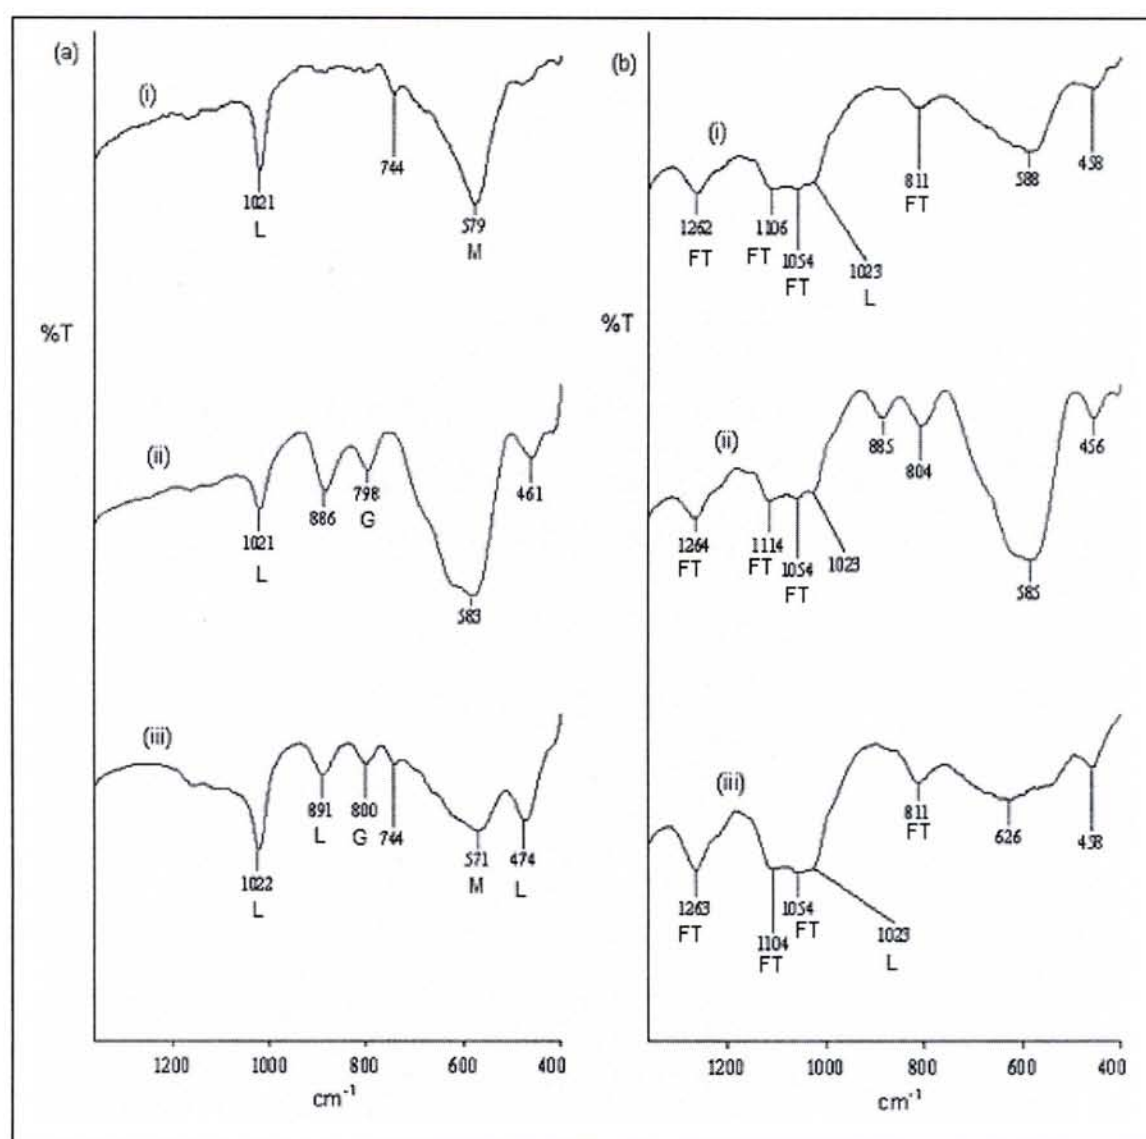 (a)
(i)
1021
L
744
579
M
%T
(ii)
1021
L
886
798
G
583
461
(iii)
1022
L
891
L
800
G
744
571
M
474
L
1200 1000 800 600 400
cm-1
(b)
(i)
1262
FT
1106
FT
1054
FT
1023
L
811
FT
588
458
%T
(ii)
1264
FT
1114
FT
1054
FT
1023
885
804
585
456
(iii)
1263
FT
1104
FT
1054
FT
1023
L
811
FT
626
458
1200 1000 800 600 400
cm-1